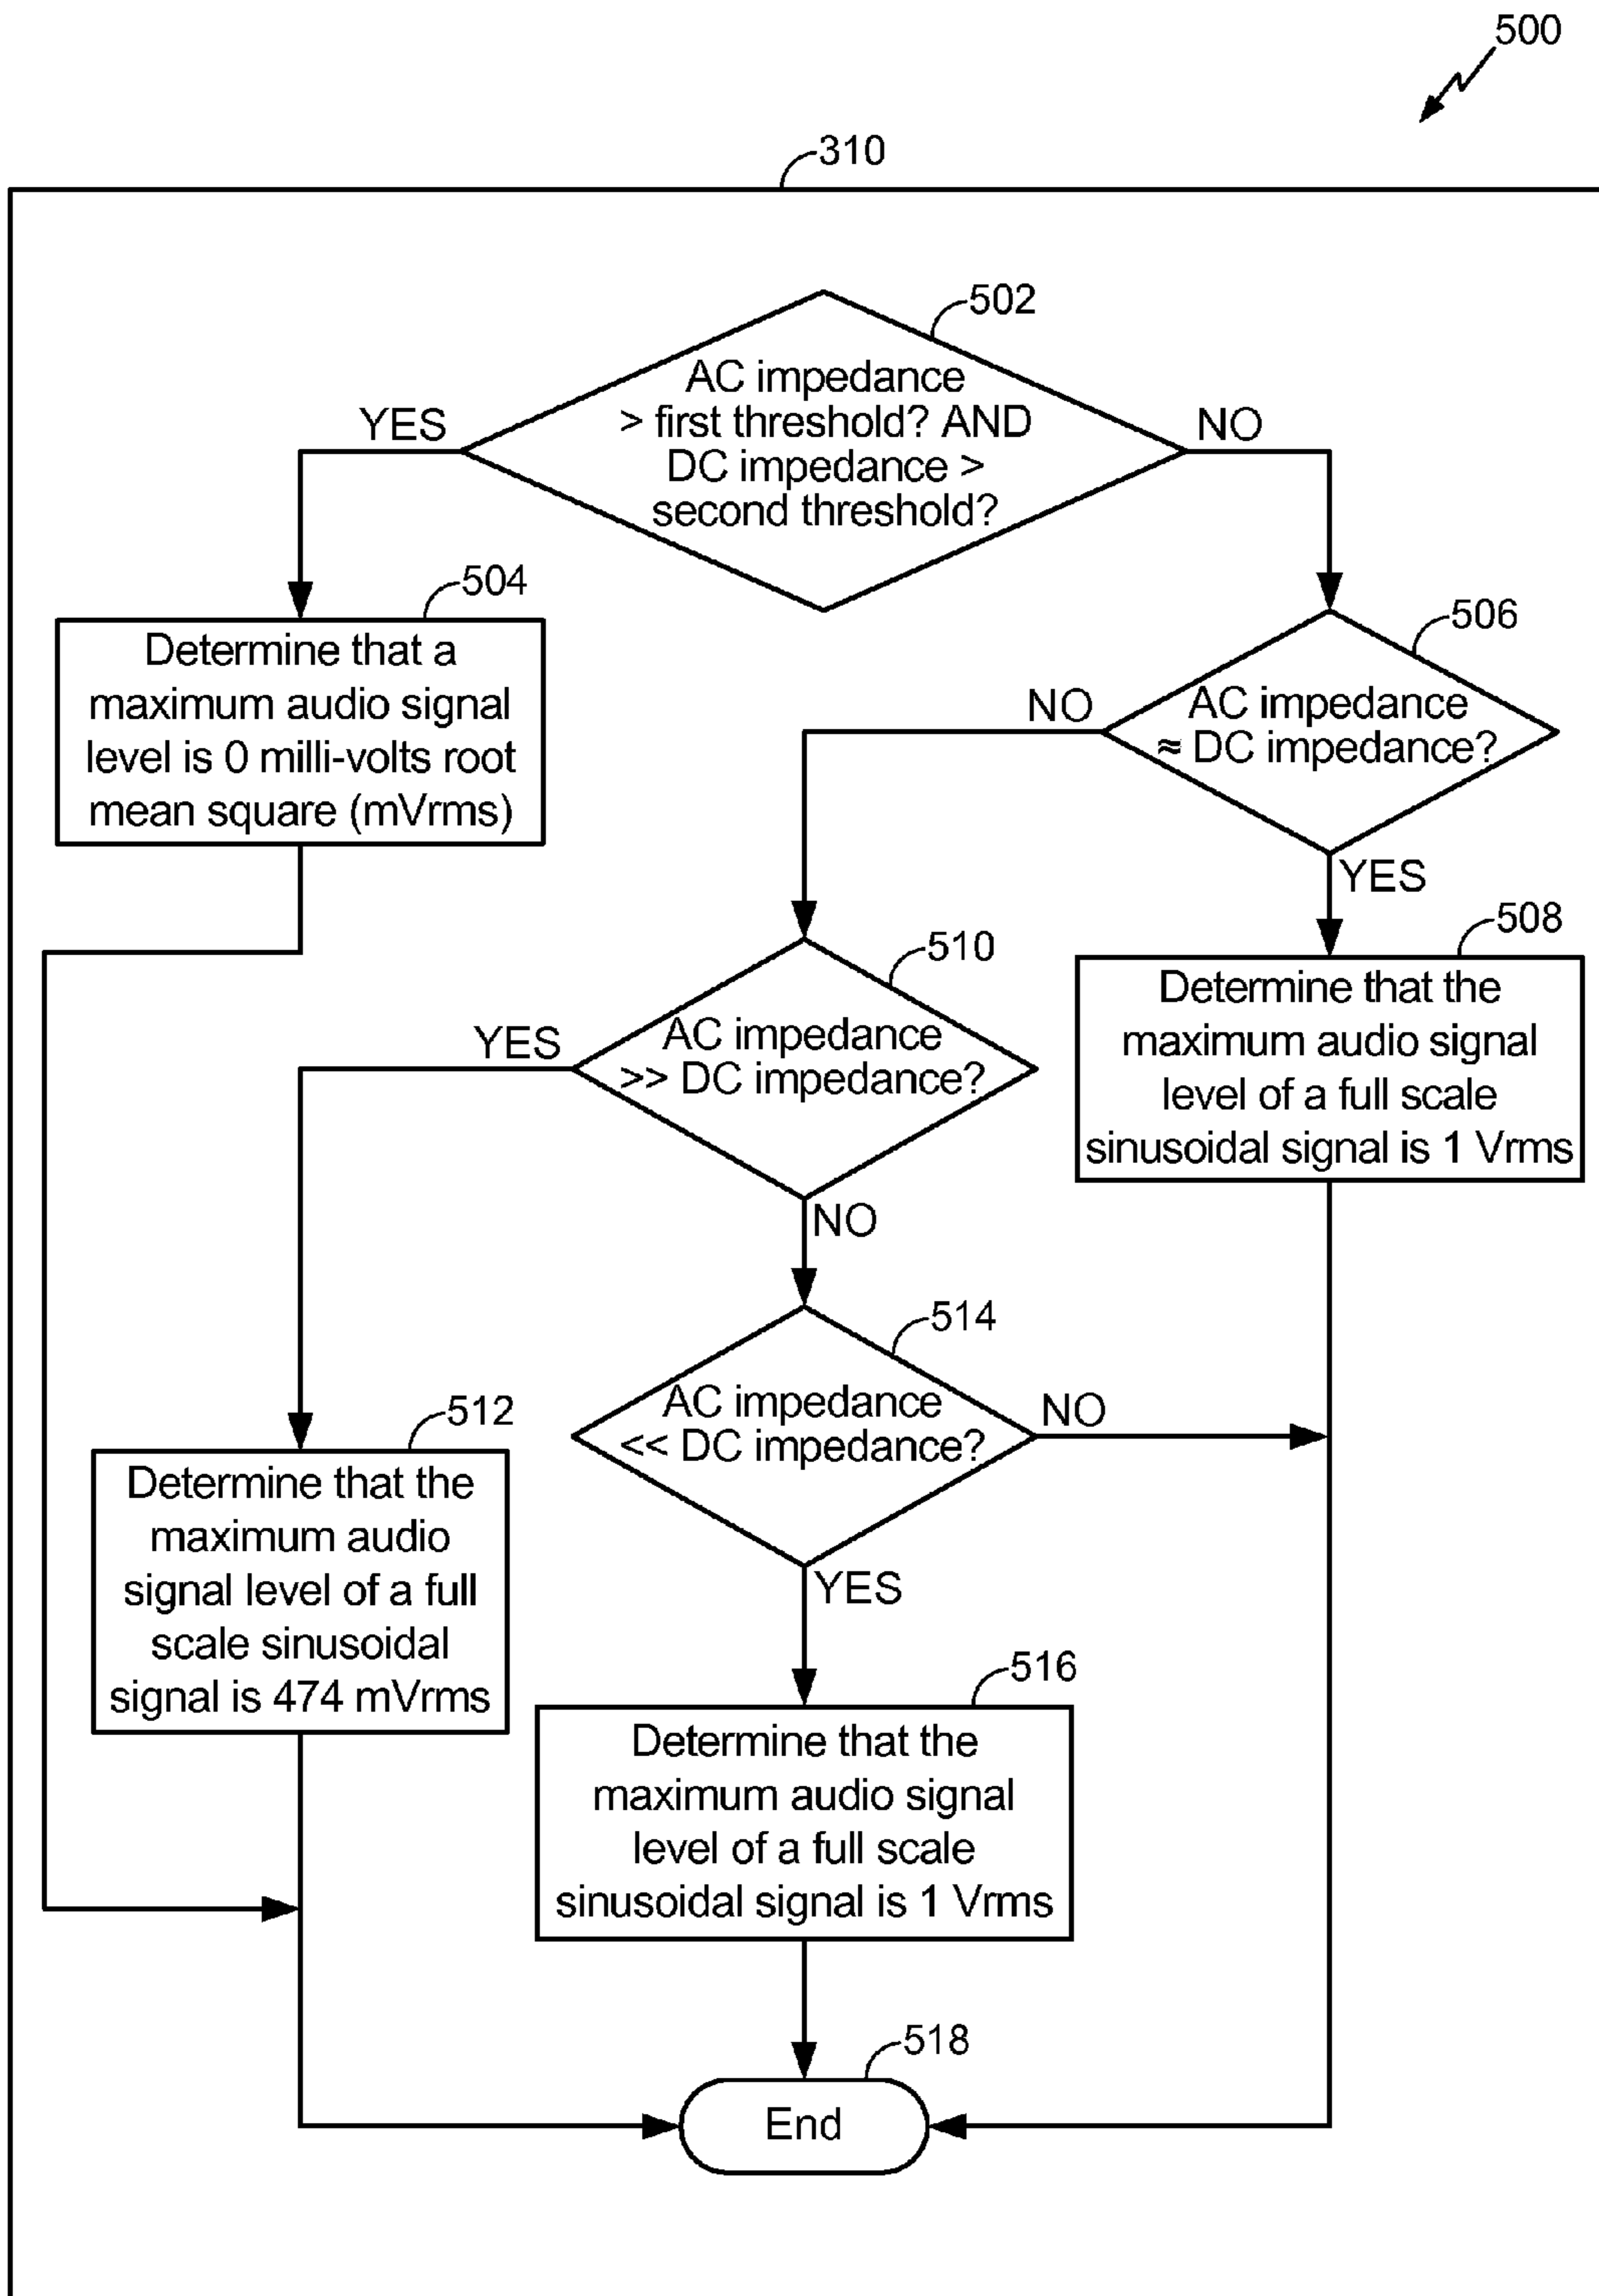 500
310
502
AC impedance
> first threshold? AND
DC impedance >
second threshold?
YES
NO
504
Determine that a
maximum audio signal
level is 0 milli-volts root
mean square (mVrms)
506
AC impedance
≈ DC impedance?
NO
YES
508
Determine that the
maximum audio signal
level of a full scale
sinusoidal signal is 1 Vrms
510
AC impedance
>> DC impedance?
YES
NO
512
Determine that the
maximum audio
signal level of a full
scale sinusoidal
signal is 474 mVrms
514
AC impedance
<< DC impedance?
NO
YES
516
Determine that the
maximum audio signal
level of a full scale
sinusoidal signal is 1 Vrms
518
End